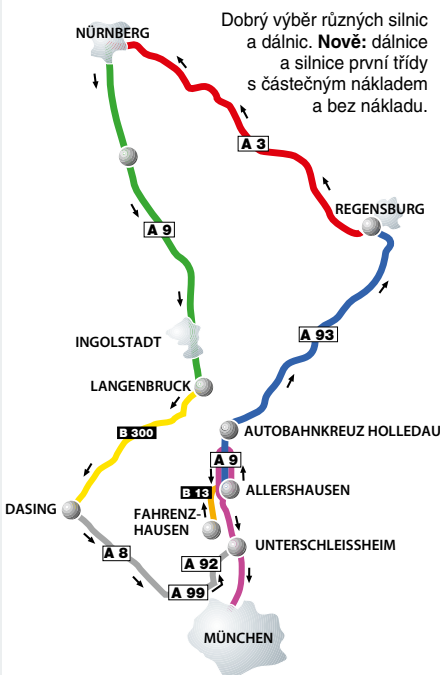 Dobrý výběr různých silnic
a dálnic. Nově: dálnice
a silnice první třídy
s částečným nákladem
a bez nákladu.
NÜRNBERG
A 3
REGENSBURG
A 9
A 93
INGOLSTADT
LANGENBRUCK
B 300
AUTOBAHNKREUZ HOLLEDAU
A 9
B 13
ALLERSHAUSEN
DASING
FAHRENZ-
HAUSEN
UNTERSCHLEISSHEIM
A 8
A 92
A 99
MÜNCHEN